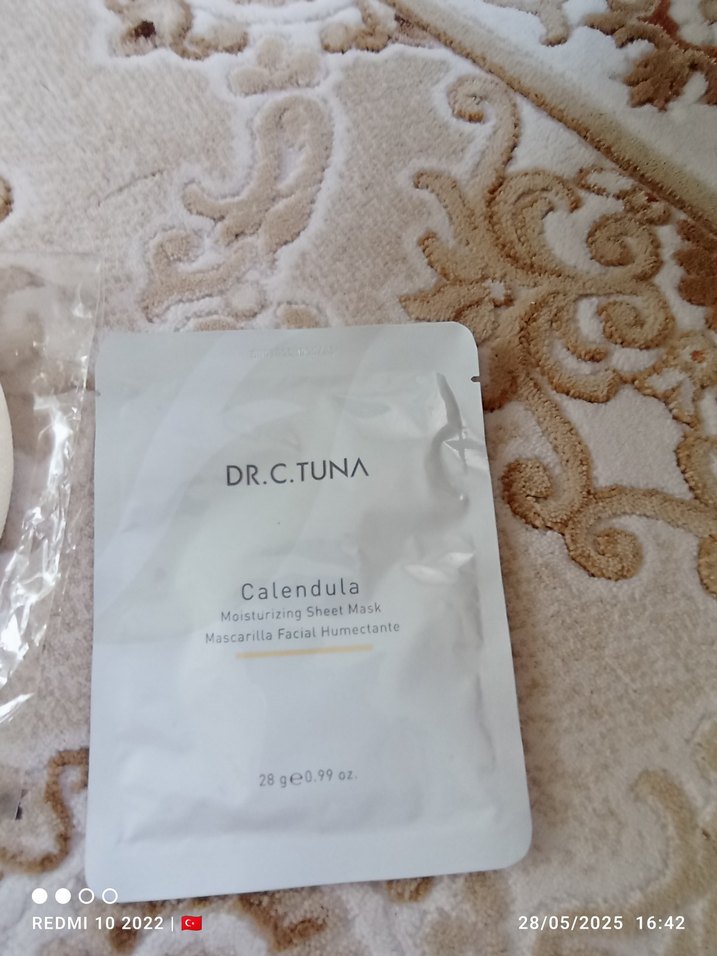 DR.C.TUNA
Calendula
Moisturizing Sheet Mask
Mascarilla Facial Humectante
28 g℮0.99 oz.
REDMI 10 2022 | 🇹🇷
28/05/2025 16:42